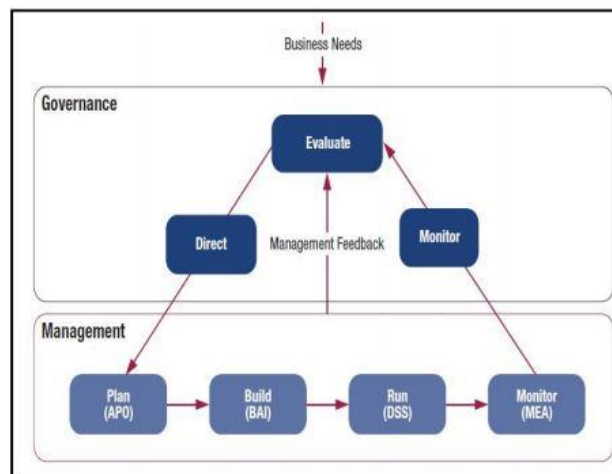 Business Needs
Governance
Evaluate
Direct
Management Feedback
Monitor
Management
Plan
(APO)
Build
(BAI)
Run
(DSS)
Monitor
(MEA)